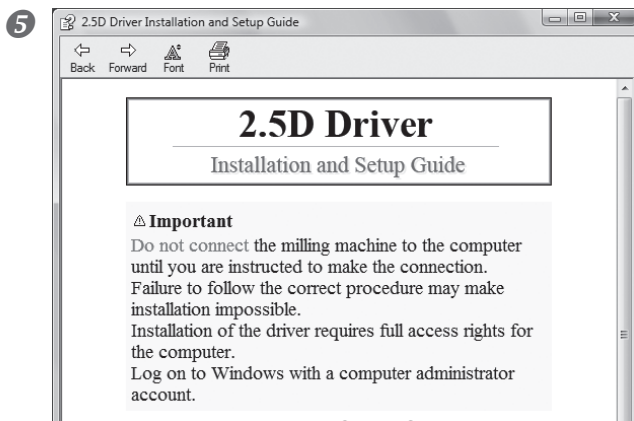 5
2.5D Driver Installation and Setup Guide
Back Forward Font Print
2.5D Driver
Installation and Setup Guide
Important
Do not connect the milling machine to the computer
until you are instructed to make the connection.
Failure to follow the correct procedure may make
installation impossible.
Installation of the driver requires full access rights for
the computer.
Log on to Windows with a computer administrator
account.